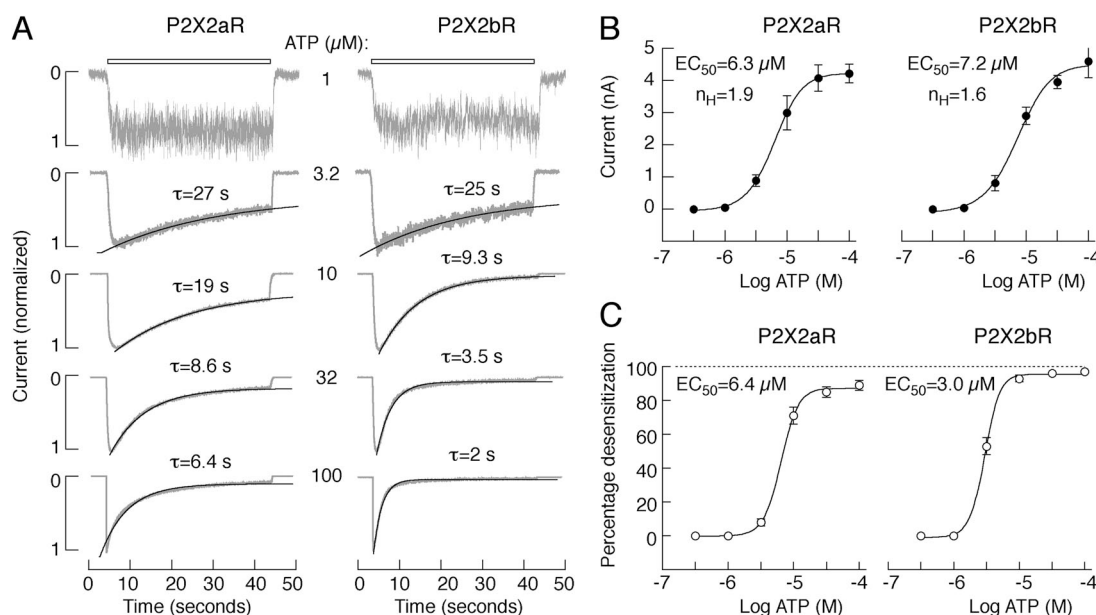 A
P2X2aR
P2X2bR
ATP (µM):
0
1
1
τ=27 s
3.2
τ=25 s
0
1
τ=19 s
10
τ=9.3 s
0
1
τ=8.6 s
32
τ=3.5 s
0
1
τ=6.4 s
100
τ=2 s
0
1
Current (normalized)
0 10 20 30 40 50
0 10 20 30 40 50
Time (seconds)
Time (seconds)
B
P2X2aR
P2X2bR
EC50=6.3 µM
nH=1.9
EC50=7.2 µM
nH=1.6
5
4
3
2
1
0
Current (nA)
-7 -6 -5 -4
-7 -6 -5 -4
Log ATP (M)
Log ATP (M)
C
P2X2aR
P2X2bR
EC50=6.4 µM
EC50=3.0 µM
100
80
60
40
20
0
Percentage desensitization
-7 -6 -5 -4
-7 -6 -5 -4
Log ATP (M)
Log ATP (M)